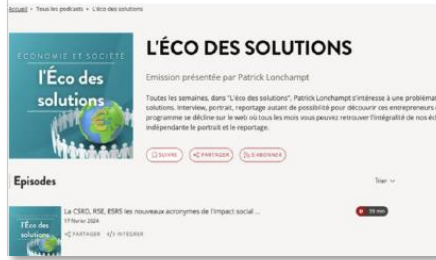 Accueil • Tous les podcasts • L'éco des solutions
ECONOMIE ET SOCIÉTÉ
l'Éco des
solutions
L'ÉCO DES SOLUTIONS
Emission présentée par Patrick Lonchampt
Toutes les semaines, dans "L'éco des solutions", Patrick Lonchampt s'intéresse à une problémat
solutions. Interview, portrait, reportage autant de possibilité pour découvrir ces entrepreneurs
programme se décline sur le web où tous les mois vous pouvez retrouver l'intégralité de nos éc
indépendante le portrait et le reportage.
SUIVRE
PARTAGER
S'ABONNER
Episodes
Trier
l'Éco des
solutions
La CSRD, RSE, ESRS les nouveaux acronymes de l'impact social ...
17 février 2024
PARTAGER </> INTÉGRER